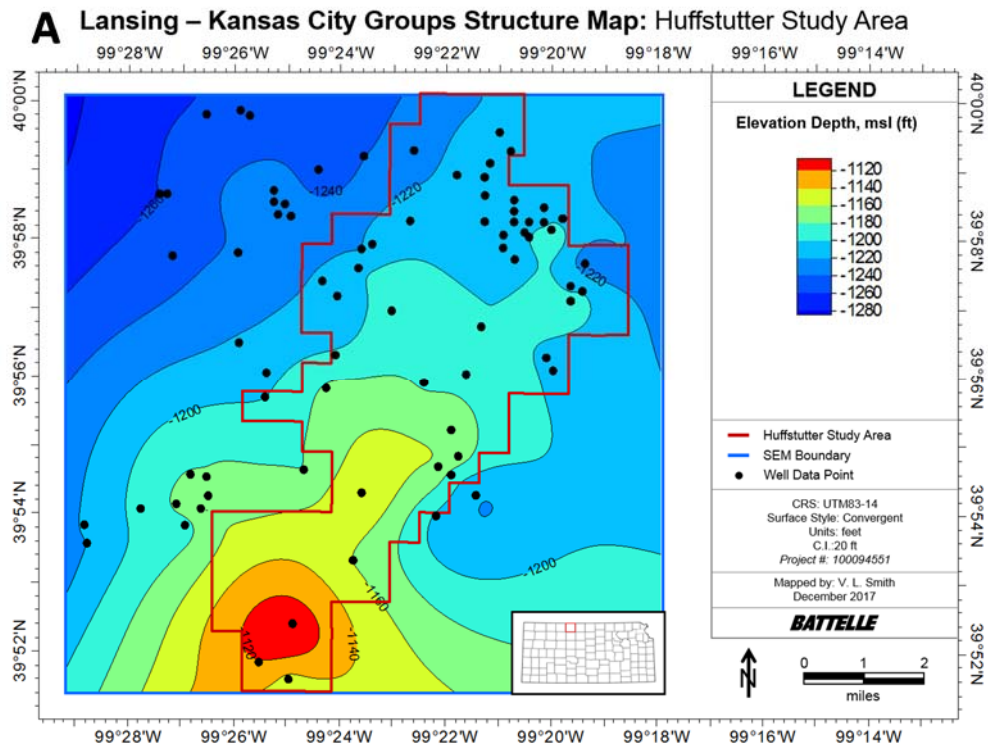 A Lansing – Kansas City Groups Structure Map: Huffstutter Study Area
99°28'W 99°26'W 99°24'W 99°22'W 99°20'W 99°18'W 99°16'W 99°14'W
40°00'N
39°58'N
39°56'N
39°54'N
39°52'N
-1260
-1240
-1220
-1220
-1200
-1200
-1160
-1120
-1140
LEGEND
Elevation Depth, msl (ft)
-1120
-1140
-1160
-1180
-1200
-1220
-1240
-1260
-1280
Huffstutter Study Area
SEM Boundary
Well Data Point
CRS: UTM83-14
Surface Style: Convergent
Units: feet
C.I.:20 ft
Project #: 100094551
Mapped by: V. L. Smith
December 2017
BATTELLE
N
0 1 2
miles
40°00'N
39°58'N
39°56'N
39°54'N
39°52'N
99°28'W 99°26'W 99°24'W 99°22'W 99°20'W 99°18'W 99°16'W 99°14'W